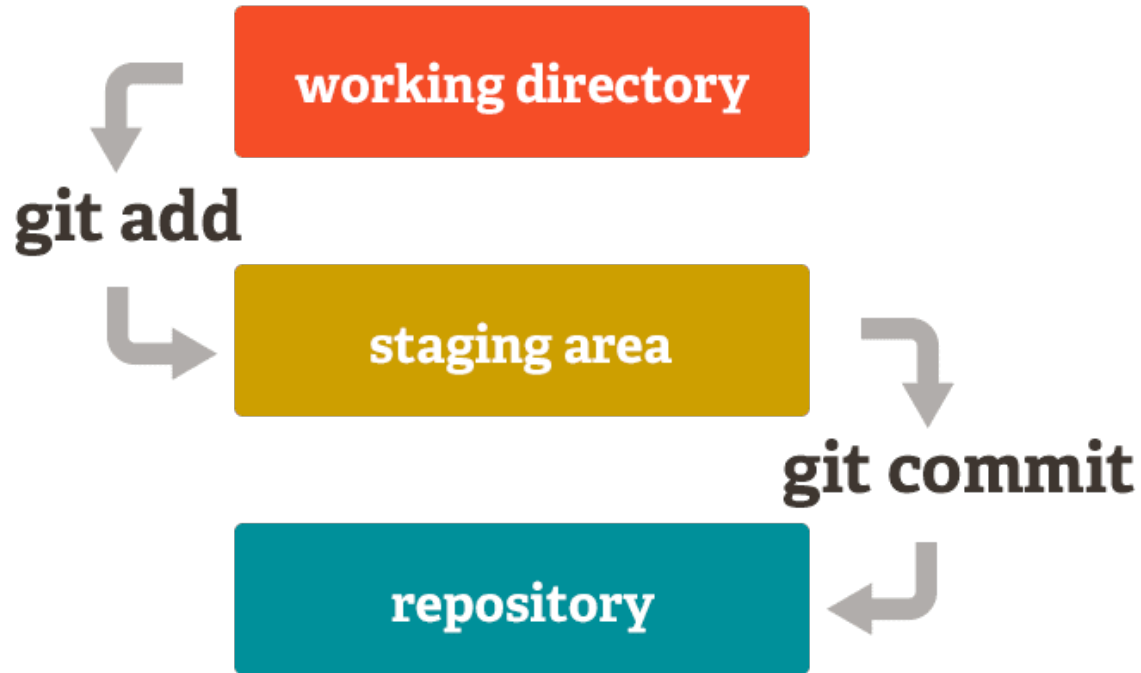 working directory
git add
staging area
git commit
repository